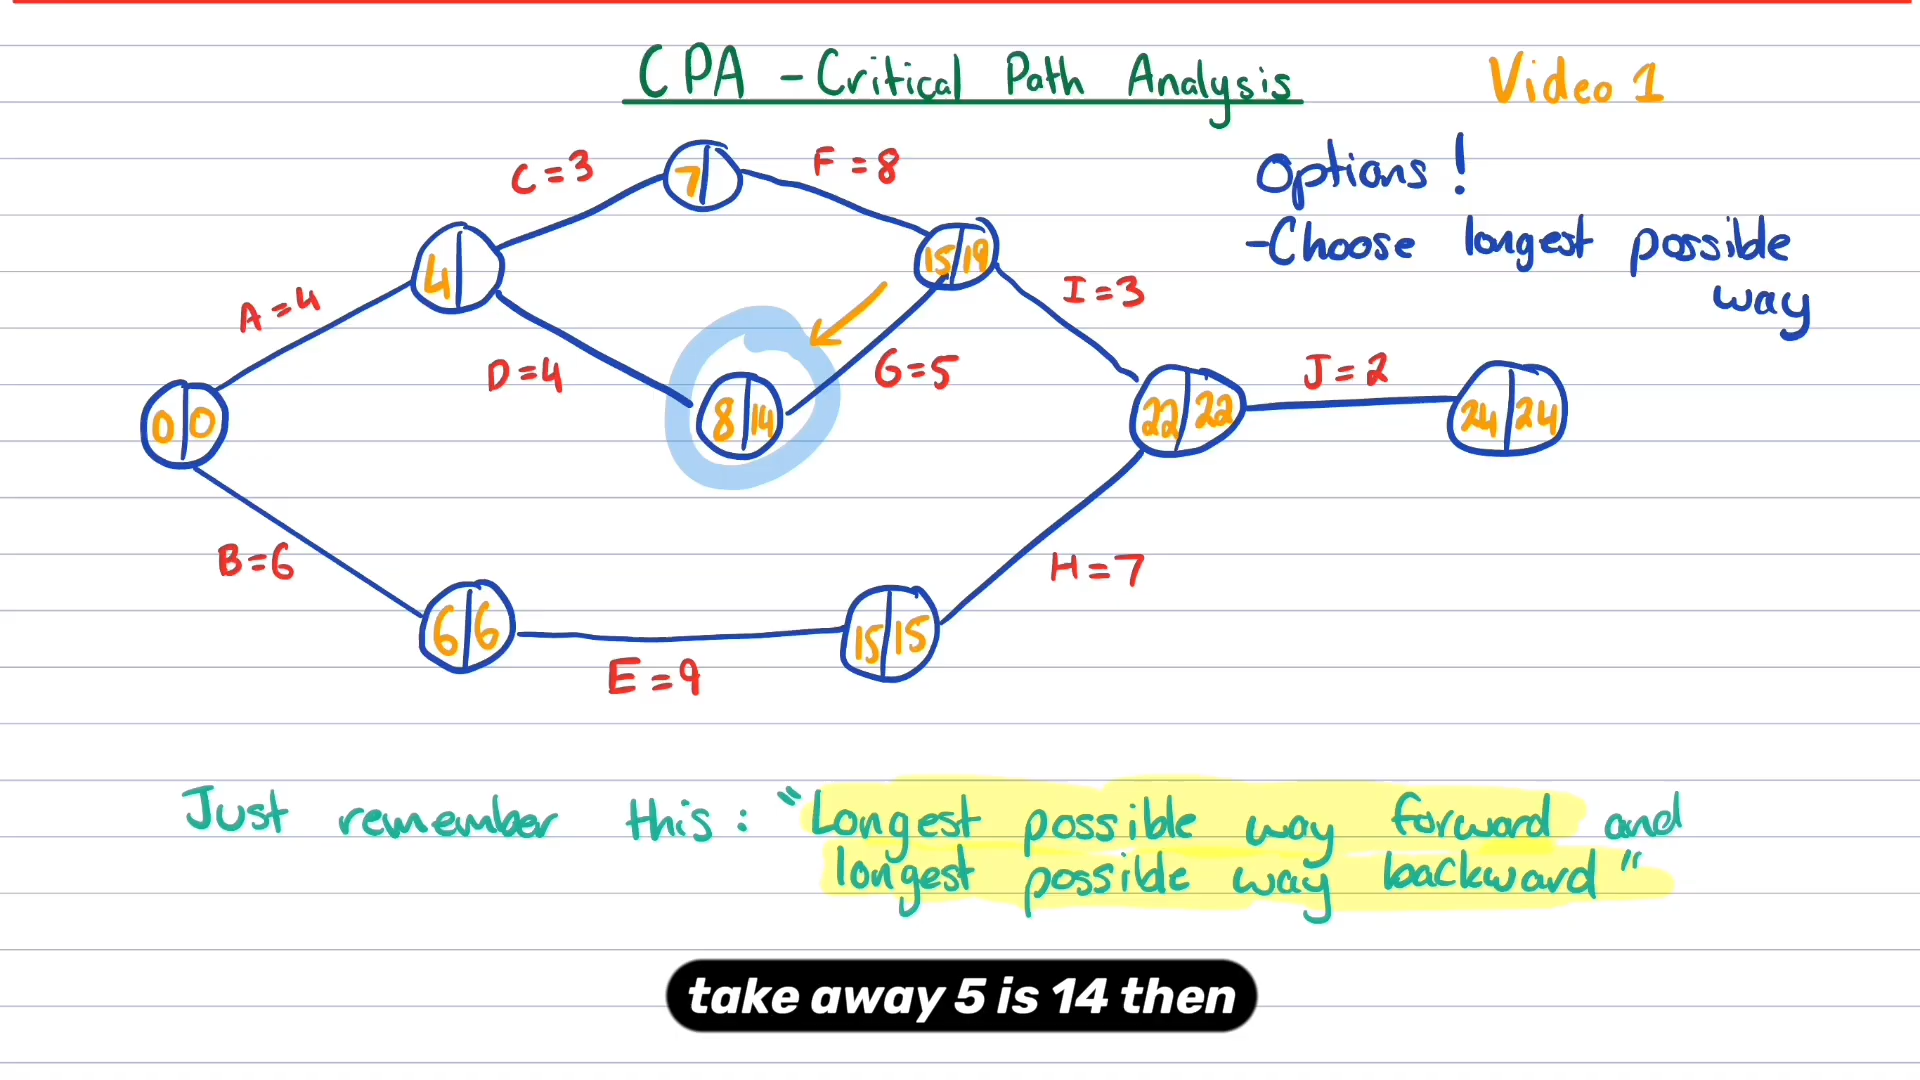 CPA - Critical Path Analysis
Video 1
C=3
F=8
Options!
-Choose longest possible
way
7
15 19
4
A=4
I=3
D=4
G=5
J=2
0 0
8 14
22 22
24 24
B=6
H=7
6 6
15 15
E=9
Just remember this: "Longest possible way forward and
longest possible way backward"
take away 5 is 14 then